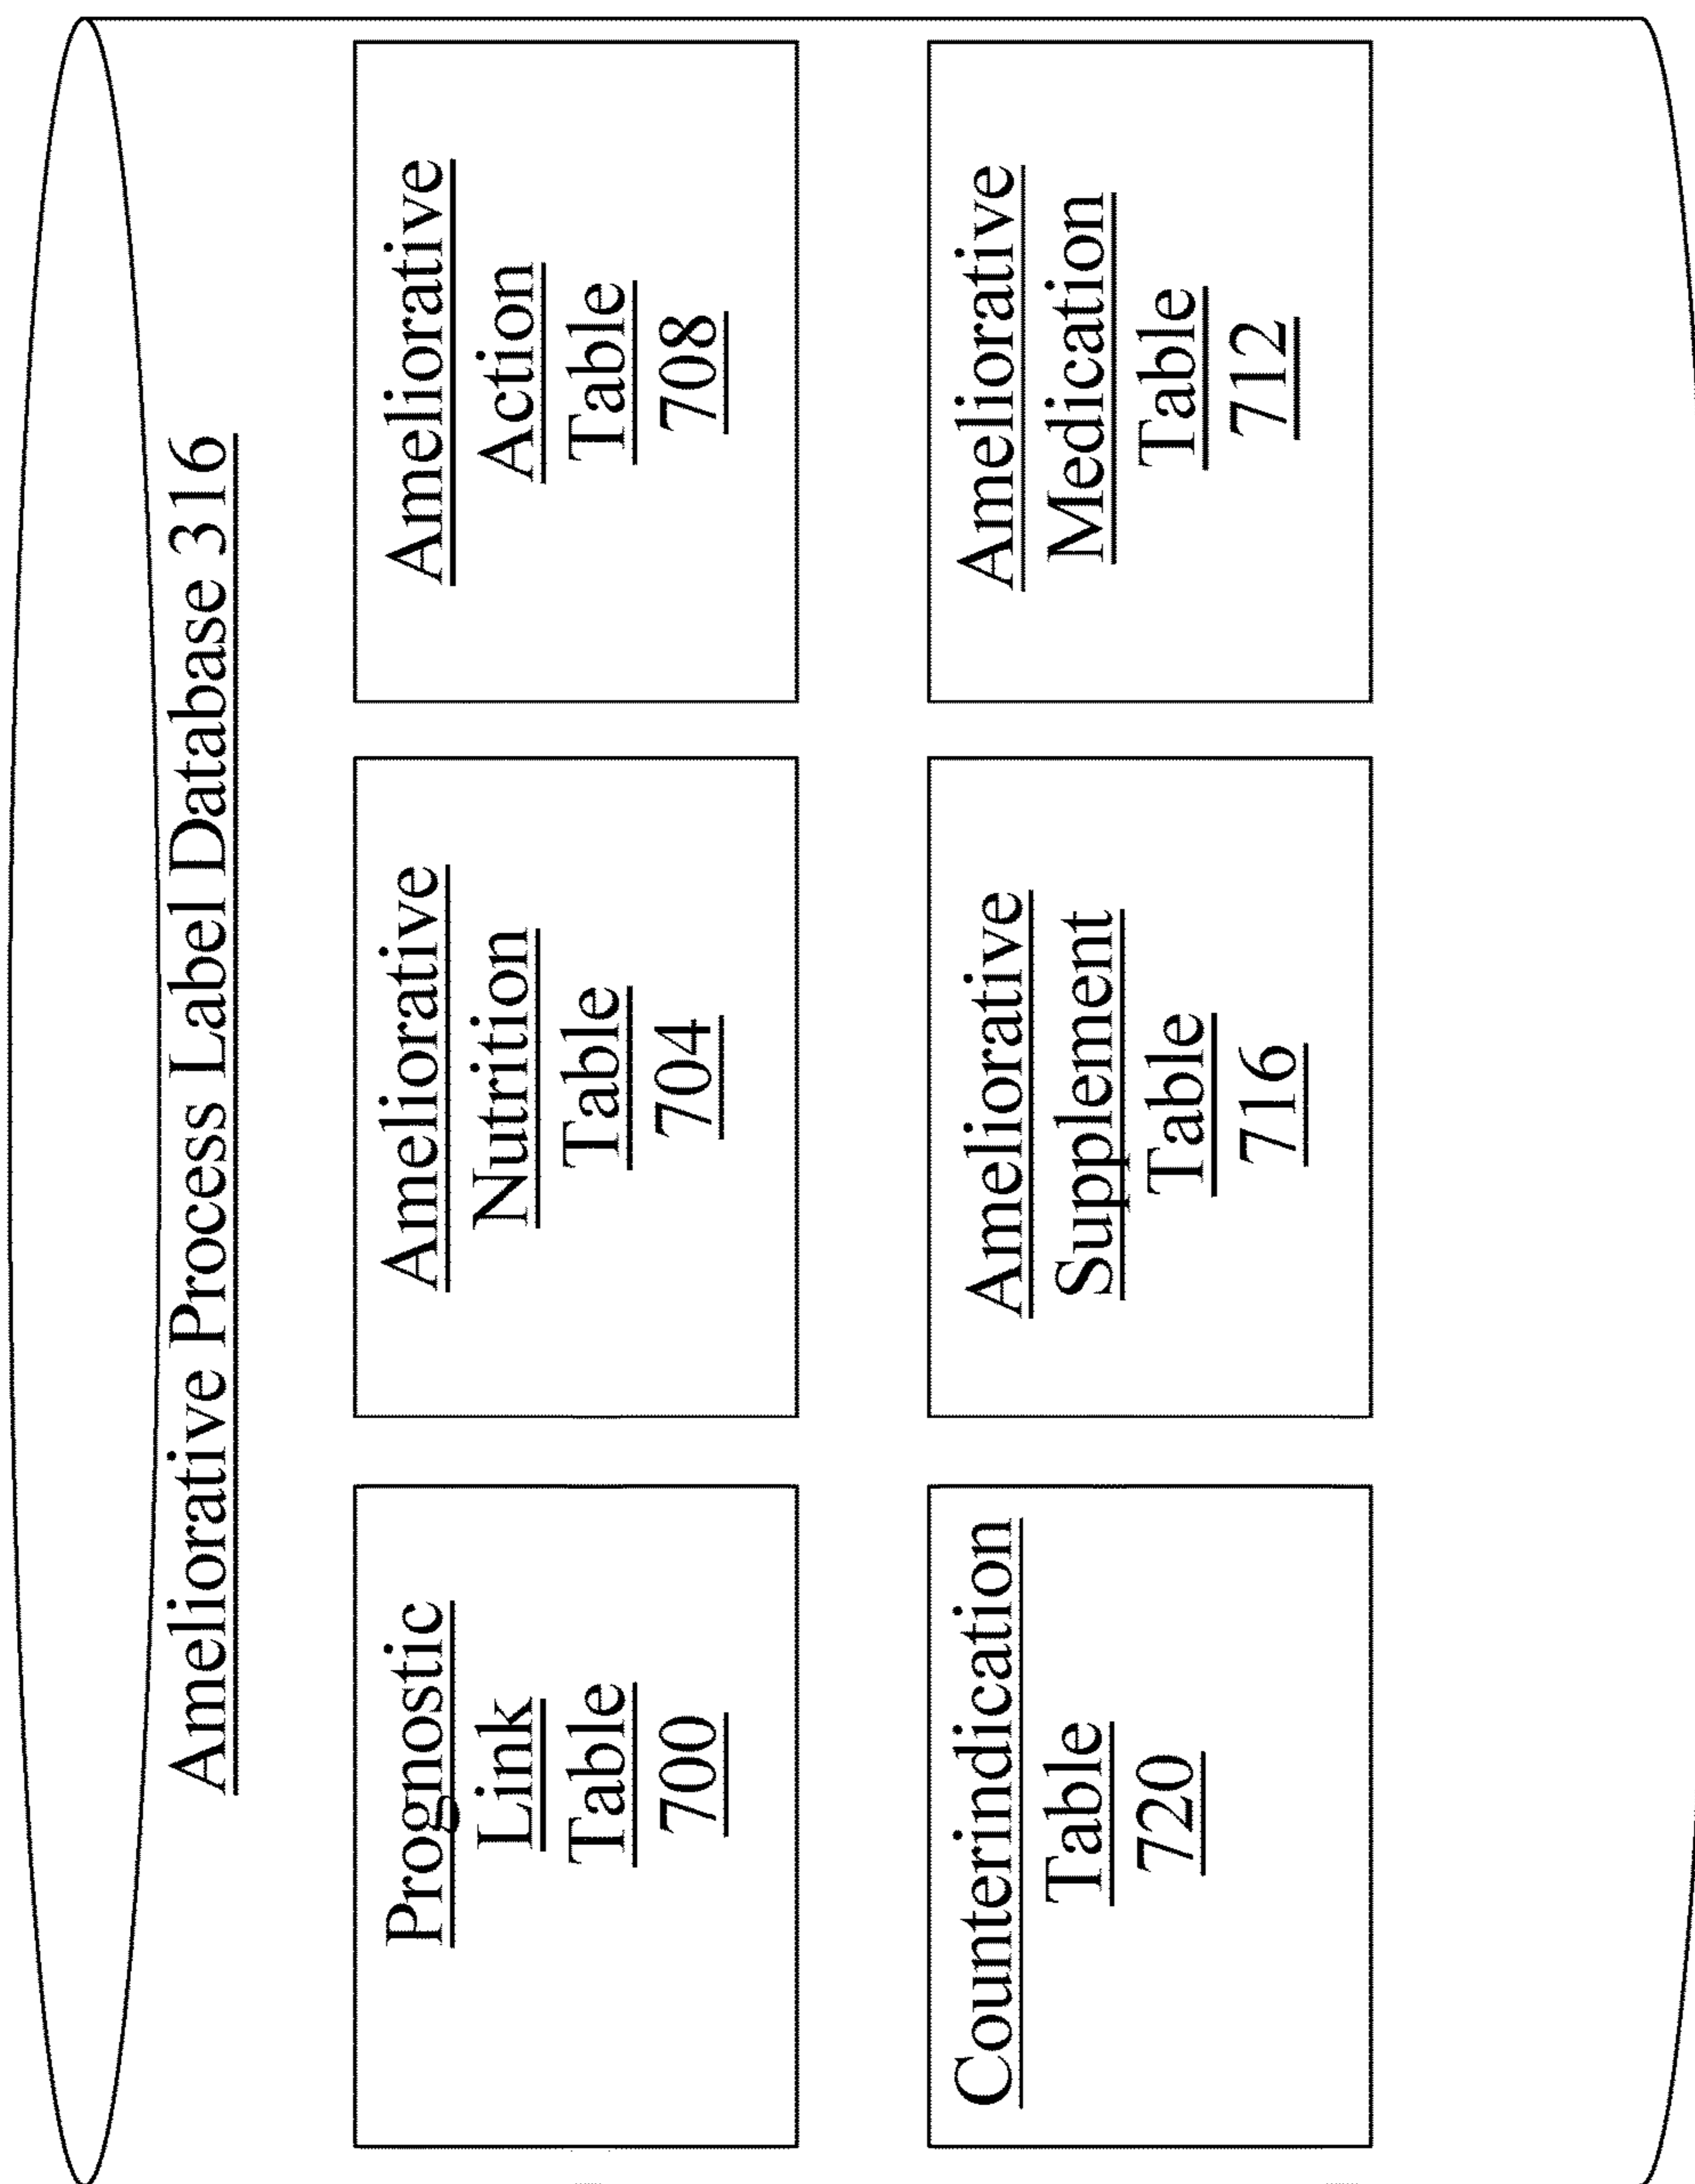 Ameliorative Process Label Database 316
Prognostic
Link
Table
700
Ameliorative
Nutrition
Table
704
Ameliorative
Action
Table
708
Counterindication
Table
720
Ameliorative
Supplement
Table
716
Ameliorative
Medication
Table
712